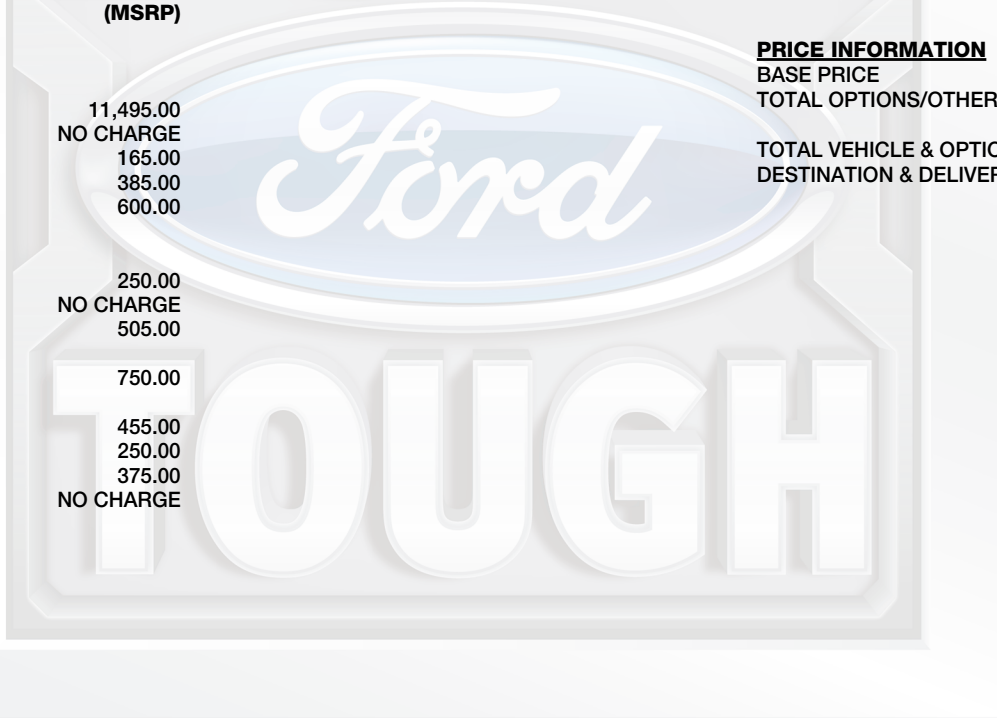 (MSRP)
11,495.00
NO CHARGE
165.00
385.00
600.00
250.00
NO CHARGE
505.00
750.00
455.00
250.00
375.00
NO CHARGE
PRICE INFORMATION
BASE PRICE
TOTAL OPTIONS/OTHER
TOTAL VEHICLE & OPTIO
DESTINATION & DELIVER
Ford
TOUGH